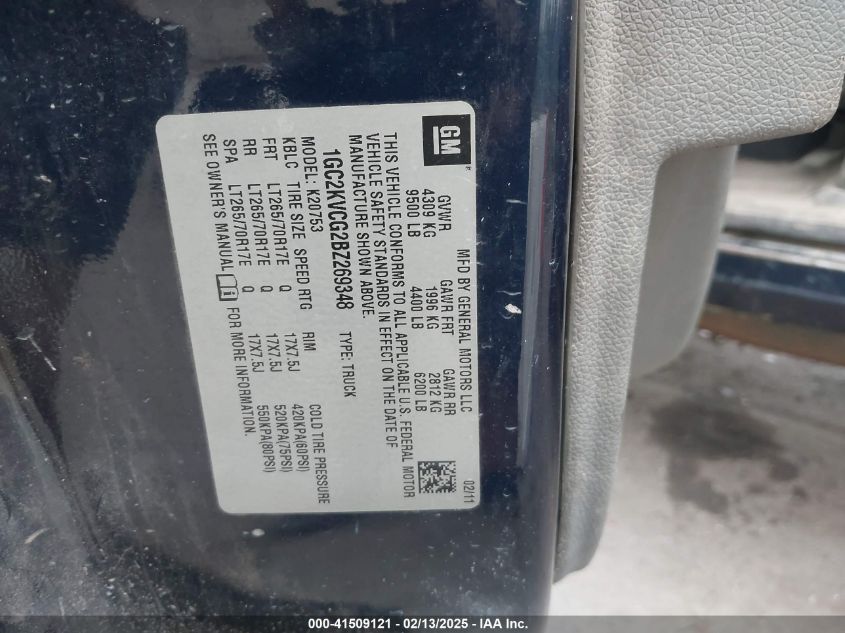 GM
MFD BY GENERAL MOTORS LLC 02/11
GVWR GAWR FRT GAWR RR
4309 KG 1996 KG 2812 KG
9500 LB 4400 LB 6200 LB
THIS VEHICLE CONFORMS TO ALL APPLICABLE U.S. FEDERAL MOTOR
VEHICLE SAFETY STANDARDS IN EFFECT ON THE DATE OF
MANUFACTURE SHOWN ABOVE.
1GC2KVCG2BZ269348 TYPE: TRUCK
MODEL: K20753
KBLC TIRE SIZE SPEED RTG RIM COLD TIRE PRESSURE
FRT LT265/70R17E Q 17X7.5J 420KPA(60PSI)
RR LT265/70R17E Q 17X7.5J 520KPA(75PSI)
SPA LT265/70R17E Q 17X7.5J 550KPA(80PSI)
SEE OWNER'S MANUAL i FOR MORE INFORMATION.
000-41509121 - 02/13/2025 - IAA Inc.